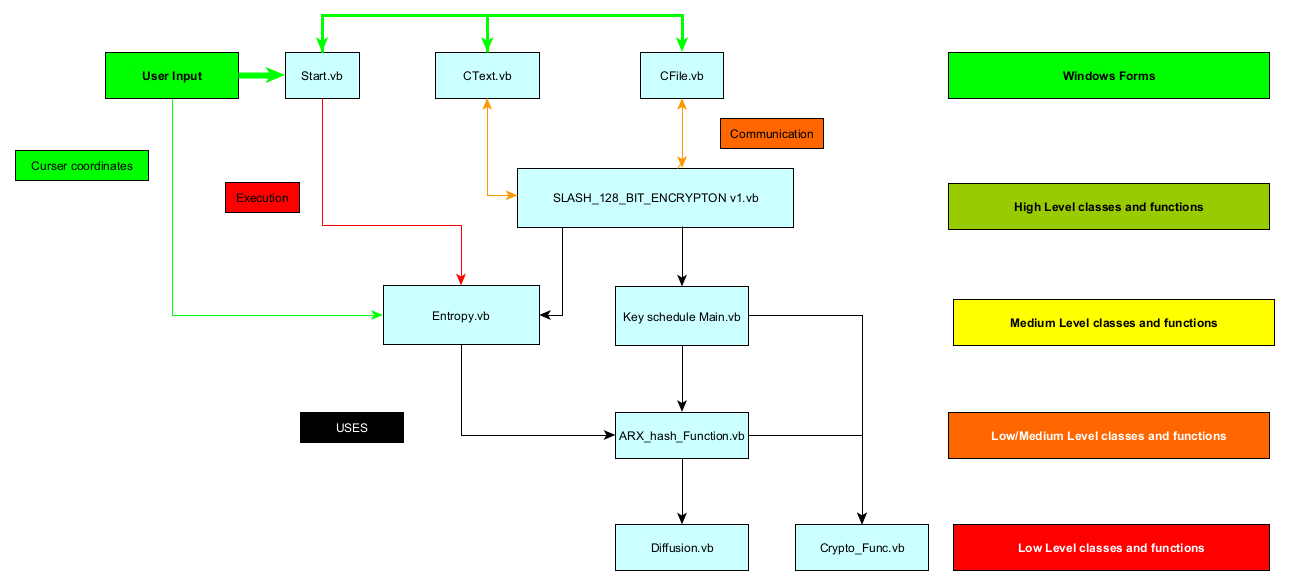 User Input
Start.vb
CText.vb
CFile.vb
Windows Forms
Communication
Curser coordinates
Execution
SLASH_128_BIT_ENCRYPTON v1.vb
High Level classes and functions
Entropy.vb
Key schedule Main.vb
Medium Level classes and functions
USES
ARX_hash_Function.vb
Low/Medium Level classes and functions
Diffusion.vb
Crypto_Func.vb
Low Level classes and functions